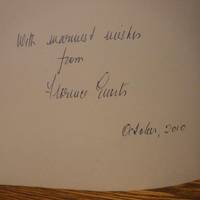 With warmest wishes
from
Florence
October, 2010